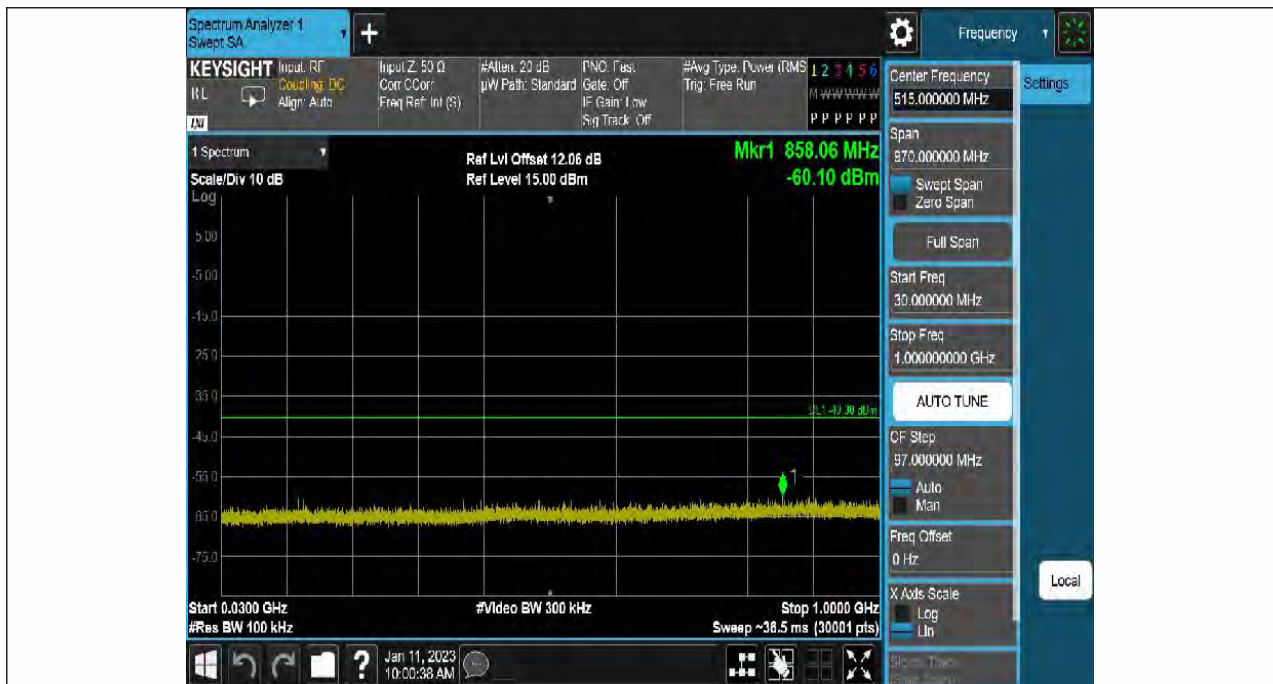 Spectrum Analyzer 1
Swept SA
+
Frequency
KEYSIGHT
RL
LXI
Input: RF
Coupling: DC
Align: Auto
Input Z: 50 Ω
Corr CCorr
Freq Ref: Int (S)
#Atten: 20 dB
µW Path: Standard
PNO: Fast
Gate: Off
IF Gain: Low
Sig Track: Off
#Avg Type: Power (RMS
Trig: Free Run
1 2 3 4 5 6
M W W W W W
P P P P P P
1 Spectrum
Scale/Div 10 dB
Log
Ref Lvl Offset 12.06 dB
Ref Level 15.00 dBm
Mkr1 858.06 MHz
-60.10 dBm
5.00
-5.00
-15.0
-25.0
-35.0
-45.0
-55.0
-65.0
-75.0
1
Start 0.0300 GHz
#Res BW 100 kHz
#Video BW 300 kHz
Stop 1.0000 GHz
Sweep ~36.5 ms (30001 pts)
Center Frequency
515.000000 MHz
Span
970.000000 MHz
Swept Span
Zero Span
Full Span
Start Freq
30.000000 MHz
Stop Freq
1.000000000 GHz
AUTO TUNE
CF Step
97.000000 MHz
Auto
Man
Freq Offset
0 Hz
X Axis Scale
Log
Lin
Settings
Local
?
Jan 11, 2023
10:00:38 AM